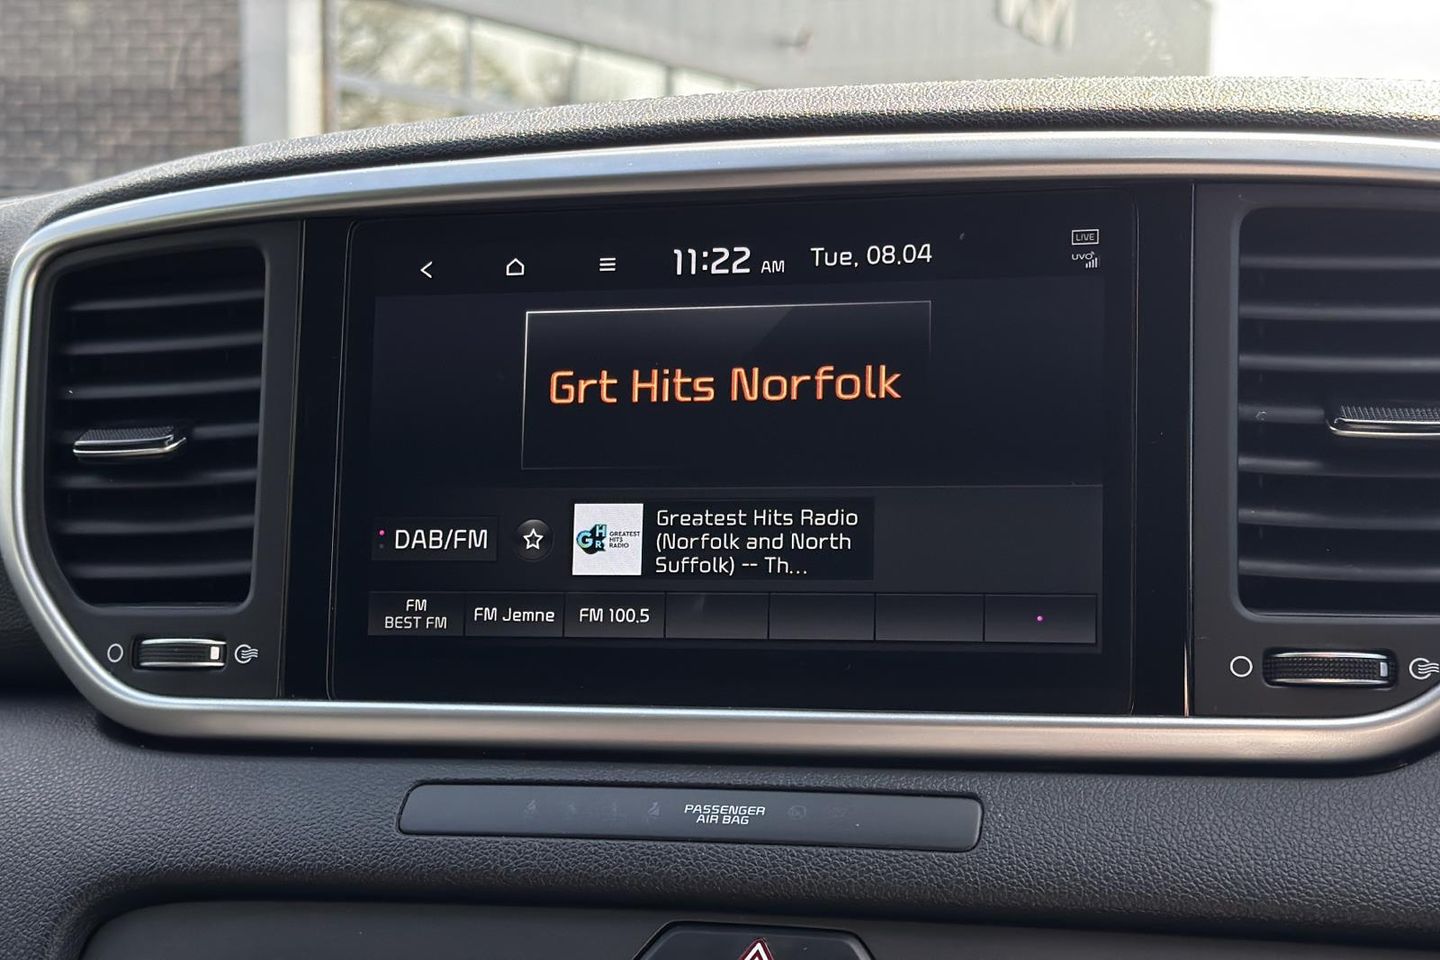 11:22 AM Tue, 08.04
LIVE
UVO
Grt Hits Norfolk
DAB/FM
GHR GREATEST
HITS
RADIO
Greatest Hits Radio
(Norfolk and North
Suffolk) -- Th...
FM
BEST FM
FM Jemne
FM 100.5
PASSENGER
AIR BAG